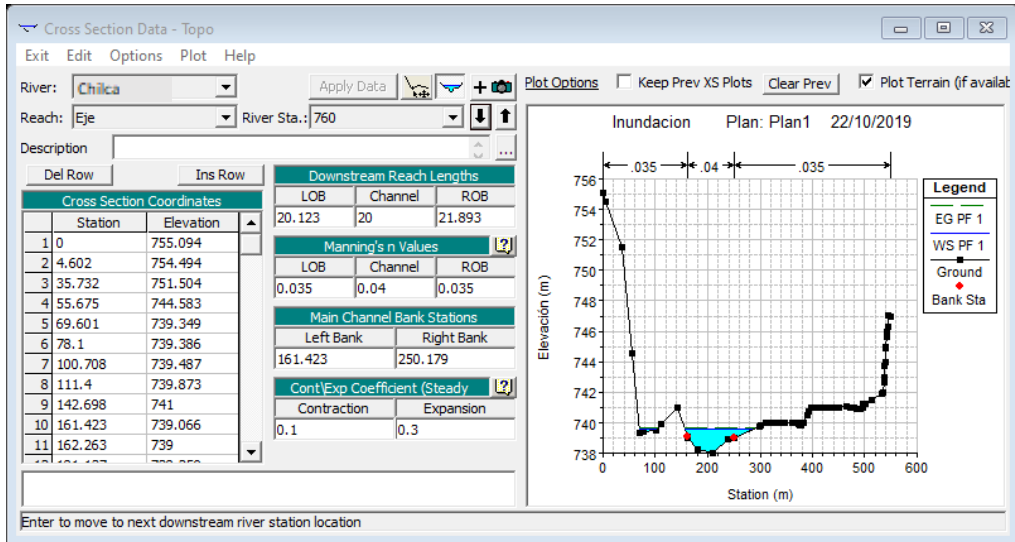 Cross Section Data - Topo
Exit Edit Options Plot Help
River: Chilca Apply Data Plot Options Keep Prev XS Plots Clear Prev Plot Terrain (if availab
Reach: Eje River Sta.: 760
Description ...
Del Row Ins Row
Cross Section Coordinates
Station Elevation
1 0 755.094
2 4.602 754.494
3 35.732 751.504
4 55.675 744.583
5 69.601 739.349
6 78.1 739.386
7 100.708 739.487
8 111.4 739.873
9 142.698 741
10 161.423 739.066
11 162.263 739
Downstream Reach Lengths
LOB Channel ROB
20.123 20 21.893
Manning's n Values
LOB Channel ROB
0.035 0.04 0.035
Main Channel Bank Stations
Left Bank Right Bank
161.423 250.179
Cont\Exp Coefficient (Steady
Contraction Expansion
0.1 0.3
Inundacion Plan: Plan1 22/10/2019
.035 .04 .035
756
754
752
750
748
746
744
742
740
738
Elevación (m)
0 100 200 300 400 500 600
Station (m)
Legend
EG PF 1
WS PF 1
Ground
Bank Sta
Enter to move to next downstream river station location